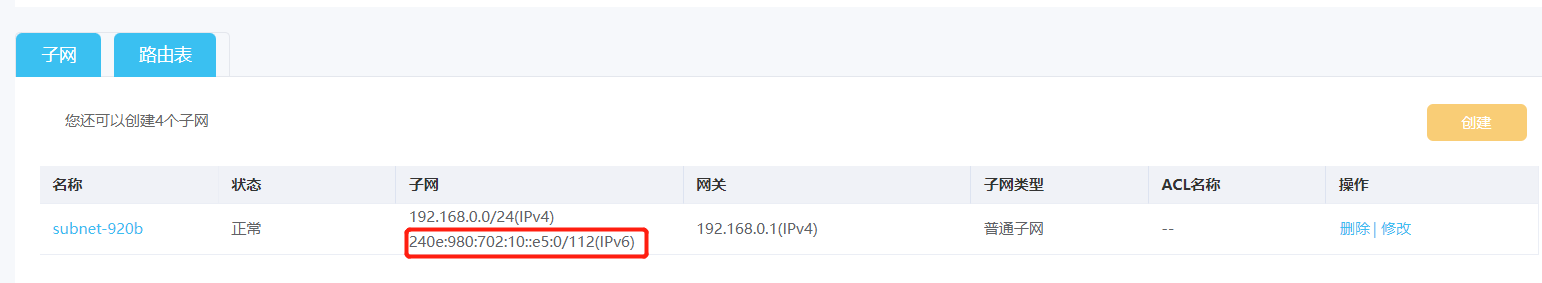 子网 路由表
您还可以创建4个子网
创建
名称 状态 子网 网关 子网类型 ACL名称 操作
192.168.0.0/24(IPv4)
subnet-920b 正常 192.168.0.1(IPv4) 普通子网 -- 删除 | 修改
240e:980:702:10::e5:0/112(IPv6)